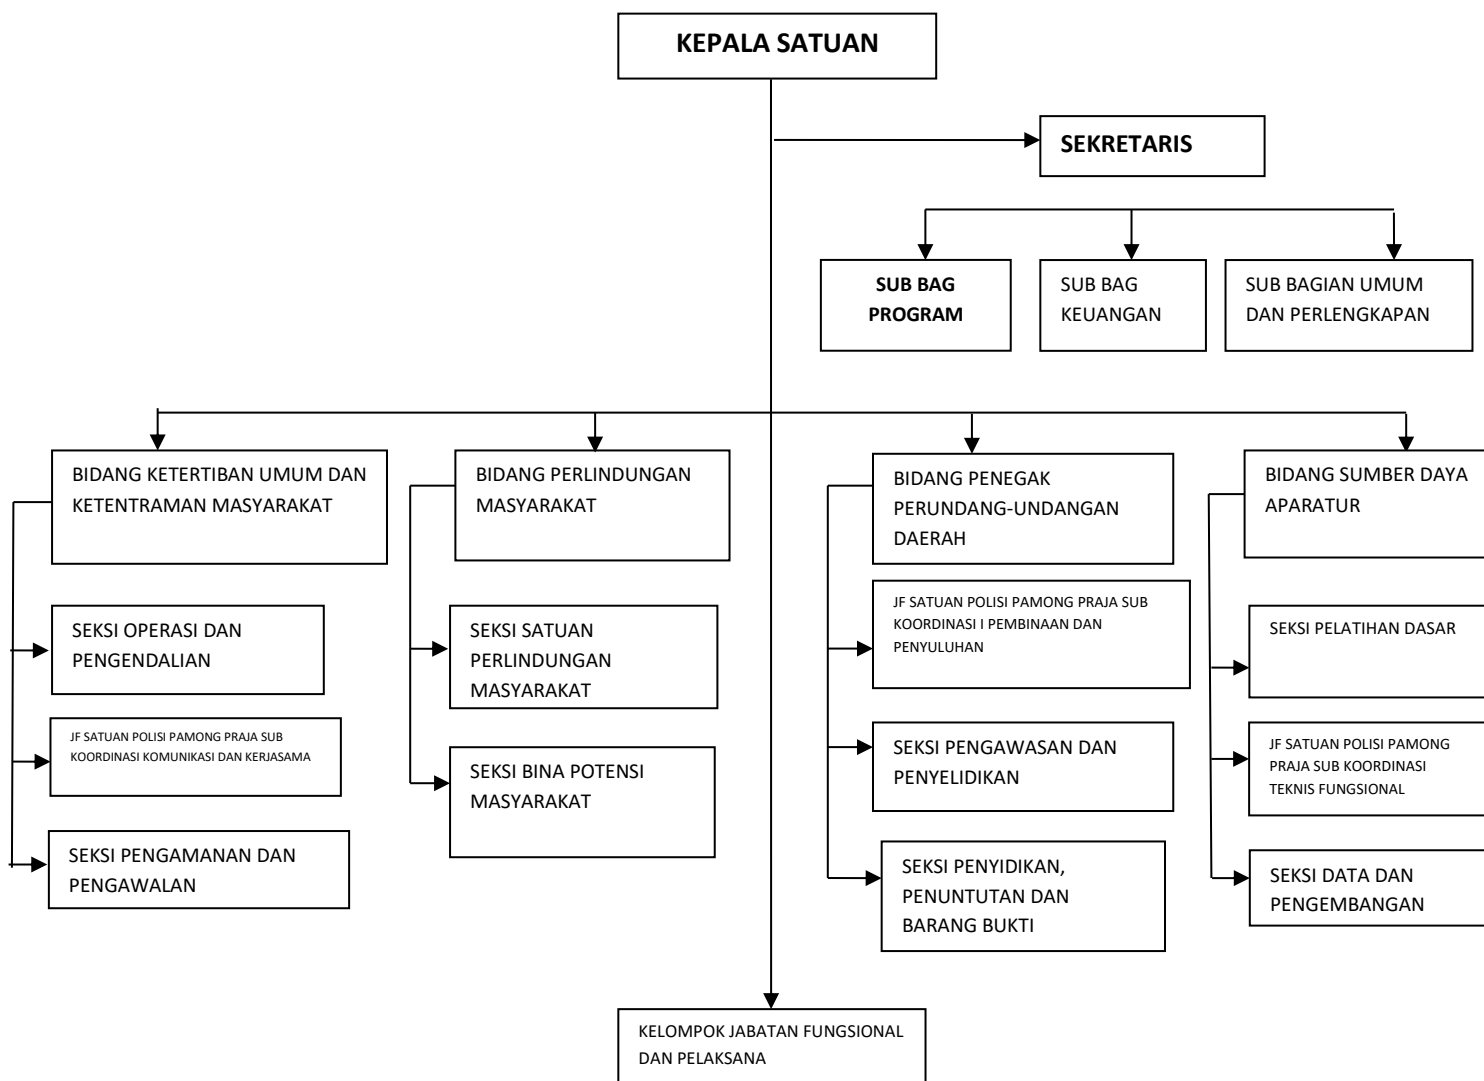 KEPALA SATUAN
SEKRETARIS
SUB BAG
PROGRAM
SUB BAG
KEUANGAN
SUB BAGIAN UMUM
DAN PERLENGKAPAN
BIDANG KETERTIBAN UMUM DAN
KETENTRAMAN MASYARAKAT
BIDANG PERLINDUNGAN
MASYARAKAT
BIDANG PENEGAK
PERUNDANG-UNDANGAN
DAERAH
BIDANG SUMBER DAYA
APARATUR
SEKSI OPERASI DAN
PENGENDALIAN
JF SATUAN POLISI PAMONG PRAJA SUB
KOORDINASI KOMUNIKASI DAN KERJASAMA
SEKSI PENGAMANAN DAN
PENGAWALAN
SEKSI SATUAN
PERLINDUNGAN
MASYARAKAT
SEKSI BINA POTENSI
MASYARAKAT
JF SATUAN POLISI PAMONG PRAJA SUB
KOORDINASI I PEMBINAAN DAN
PENYULUHAN
SEKSI PENGAWASAN DAN
PENYELIDIKAN
SEKSI PENYIDIKAN,
PENUNTUTAN DAN
BARANG BUKTI
SEKSI PELATIHAN DASAR
JF SATUAN POLISI PAMONG
PRAJA SUB KOORDINASI
TEKNIS FUNGSIONAL
SEKSI DATA DAN
PENGEMBANGAN
KELOMPOK JABATAN FUNGSIONAL
DAN PELAKSANA